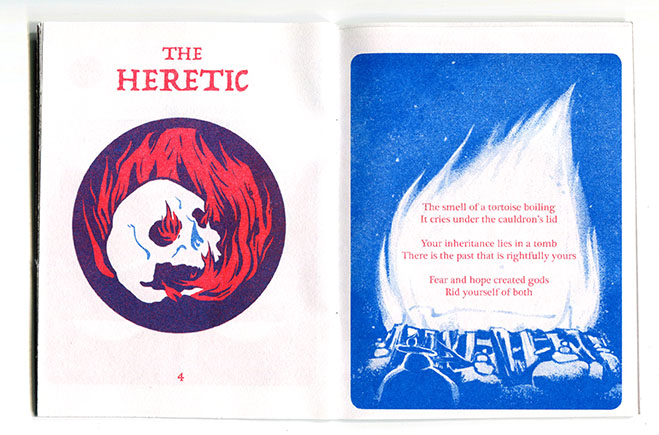 THE
HERETIC
4
The smell of a tortoise boiling
It cries under the cauldron's lid
Your inheritance lies in a tomb
There is the past that is rightfully yours
Fear and hope created gods
Rid yourself of both